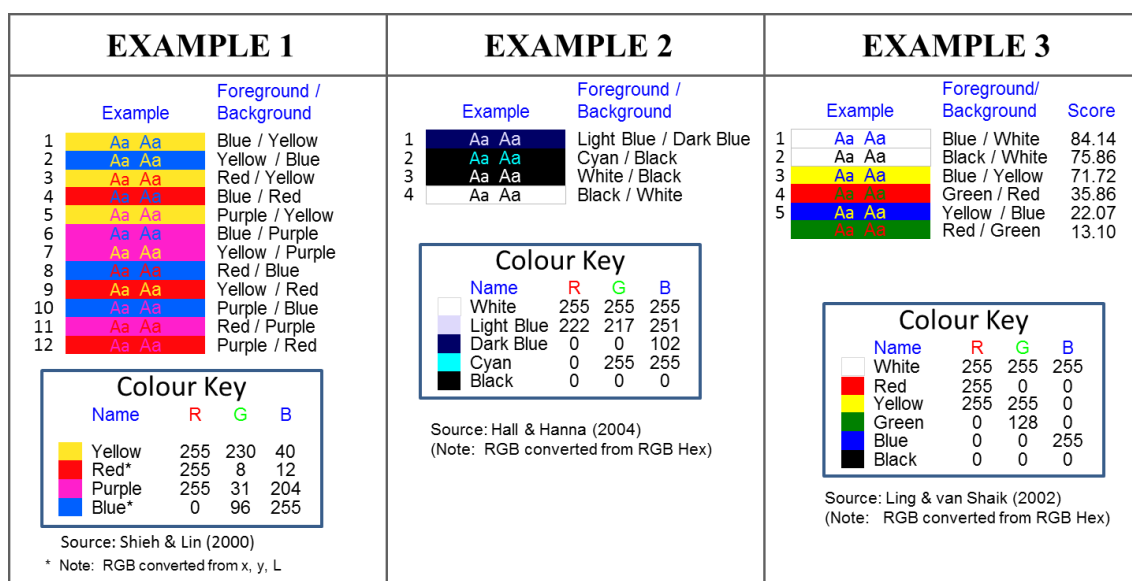 EXAMPLE 1
Foreground /
Example Background
1 Aa Aa Blue / Yellow
2 Aa Aa Yellow / Blue
3 Aa Aa Red / Yellow
4 Aa Aa Blue / Red
5 Aa Aa Purple / Yellow
6 Aa Aa Blue / Purple
7 Aa Aa Yellow / Purple
8 Aa Aa Red / Blue
9 Aa Aa Yellow / Red
10 Aa Aa Purple / Blue
11 Aa Aa Red / Purple
12 Aa Aa Purple / Red
Colour Key
Name R G B
Yellow 255 230 40
Red* 255 8 12
Purple 255 31 204
Blue* 0 96 255
Source: Shieh & Lin (2000)
* Note: RGB converted from x, y, L
EXAMPLE 2
Foreground /
Example Background
1 Aa Aa Light Blue / Dark Blue
2 Aa Aa Cyan / Black
3 Aa Aa White / Black
4 Aa Aa Black / White
Colour Key
Name R G B
White 255 255 255
Light Blue 222 217 251
Dark Blue 0 0 102
Cyan 0 255 255
Black 0 0 0
Source: Hall & Hanna (2004)
(Note: RGB converted from RGB Hex)
EXAMPLE 3
Foreground/
Example Background Score
1 Aa Aa Blue / White 84.14
2 Aa Aa Black / White 75.86
3 Aa Aa Blue / Yellow 71.72
4 Aa Aa Green / Red 35.86
5 Aa Aa Yellow / Blue 22.07
Aa Aa Red / Green 13.10
Colour Key
Name R G B
White 255 255 255
Red 255 0 0
Yellow 255 255 0
Green 0 128 0
Blue 0 0 255
Black 0 0 0
Source: Ling & van Shaik (2002)
(Note: RGB converted from RGB Hex)